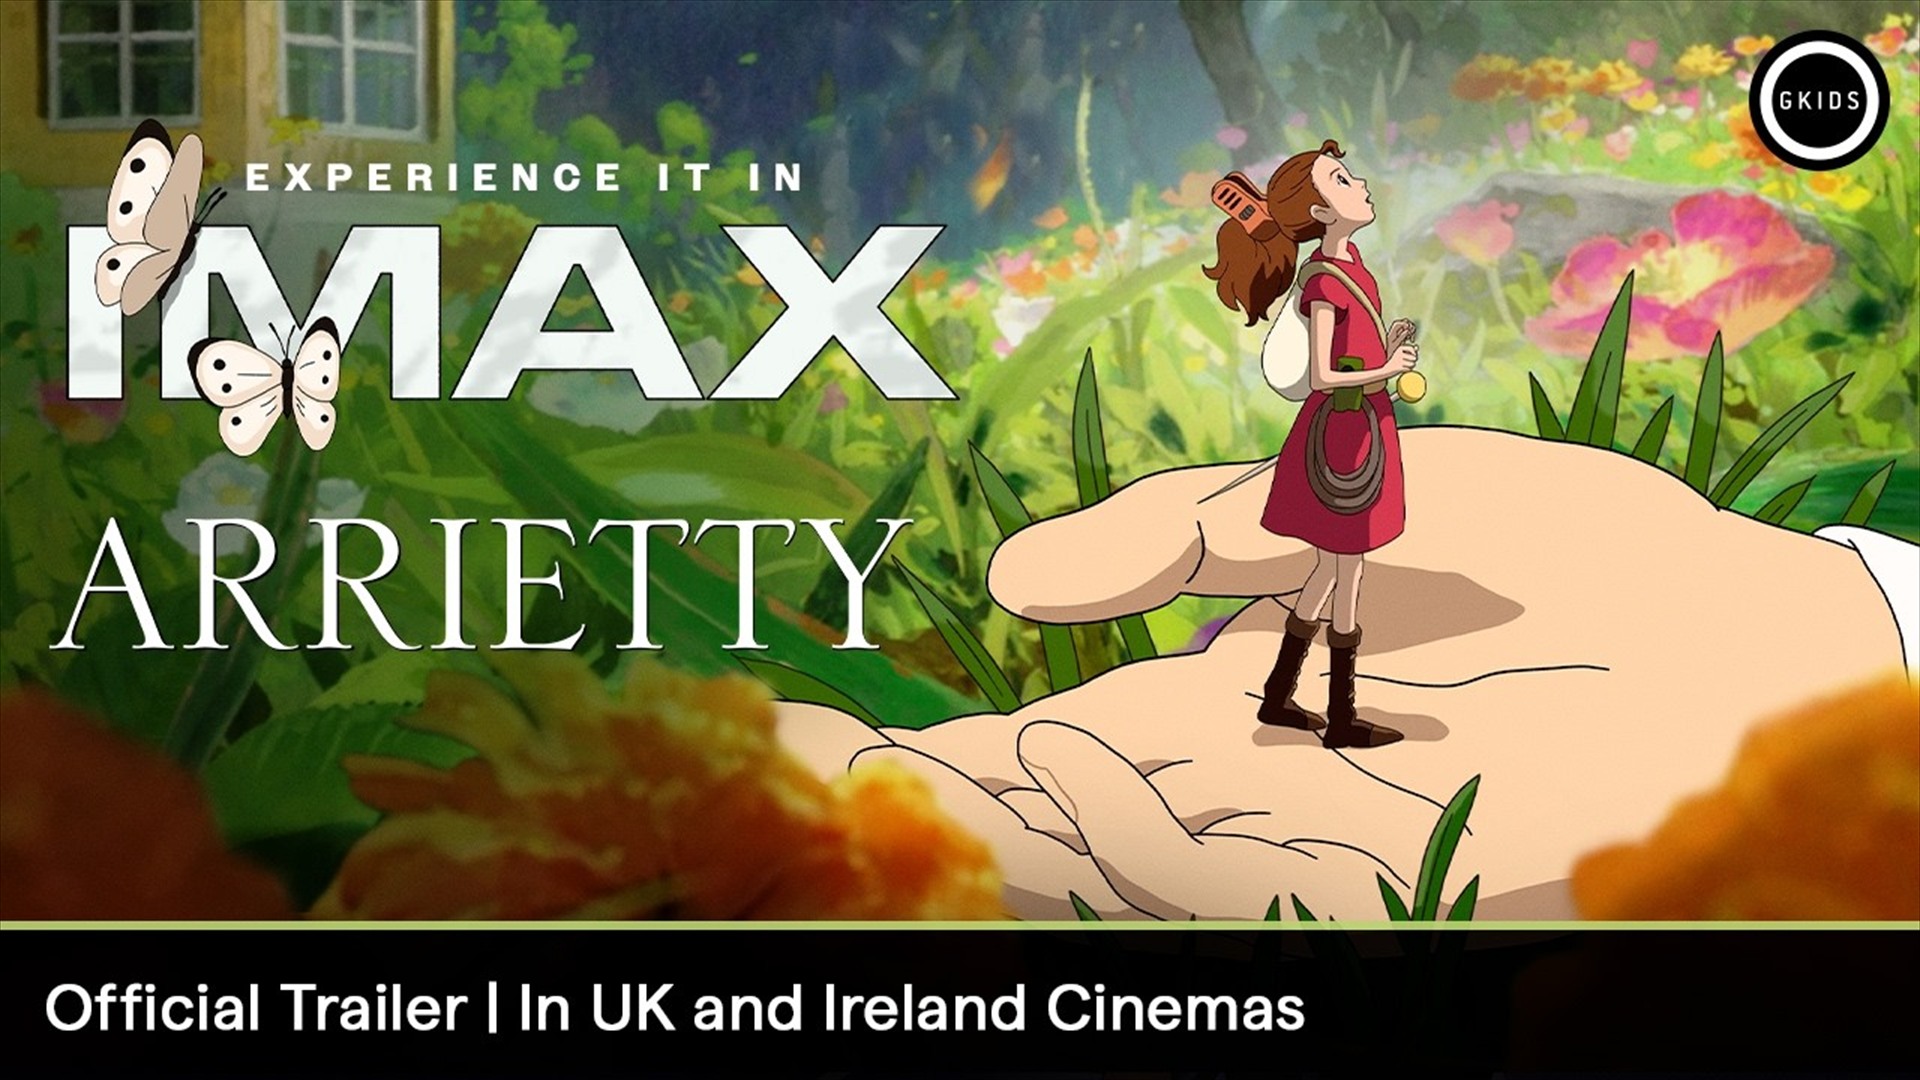 GKIDS
EXPERIENCE IT IN
IMAX
ARRIETTY
Official Trailer | In UK and Ireland Cinemas